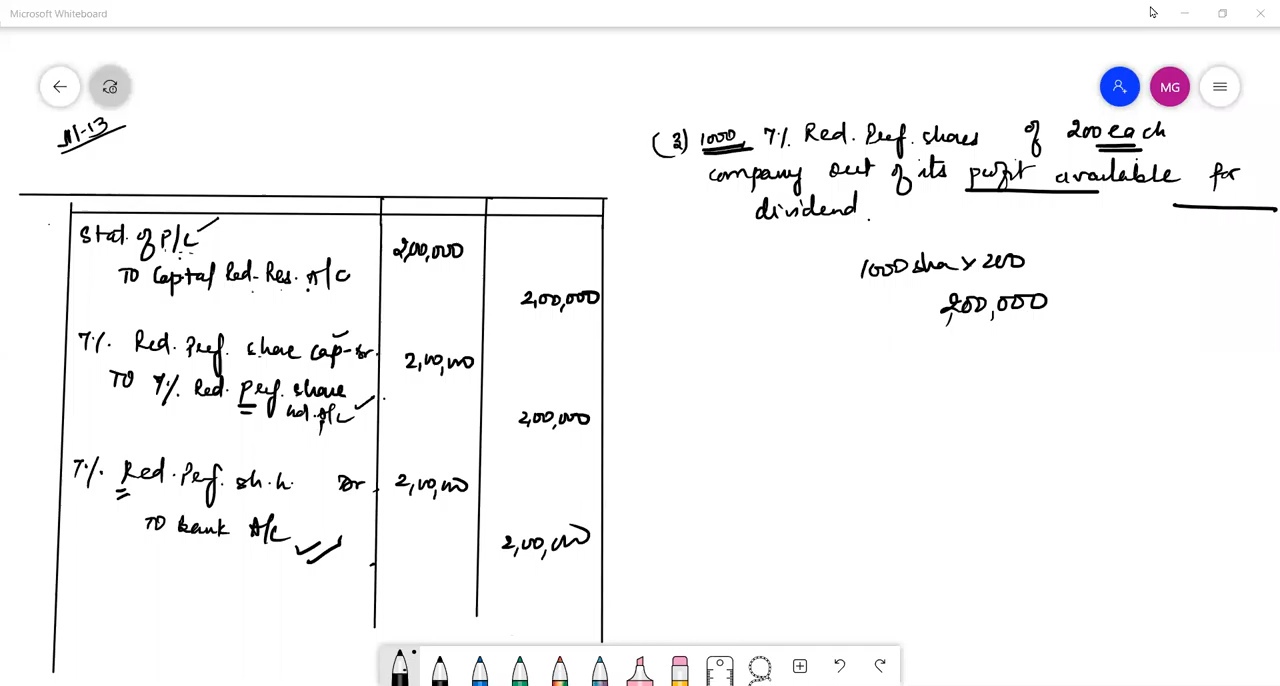 Microsoft Whiteboard
MG
(3) 1000, 7% Red. Pref. shares of 200 each
company out of its profit available for
dividend.
1000 sha x 200
2,00,000
Stat. of P/L 2,00,000
To Capital Red. Res. A/c
2,00,000
7%. Red. Pref. share cap - Dr. 2,00,000
To 7%. Red. pref. share
hol. A/c 2,00,000
7%. Red. Pref. sh. h. Dr. 2,00,000
To bank A/c
2,00,000